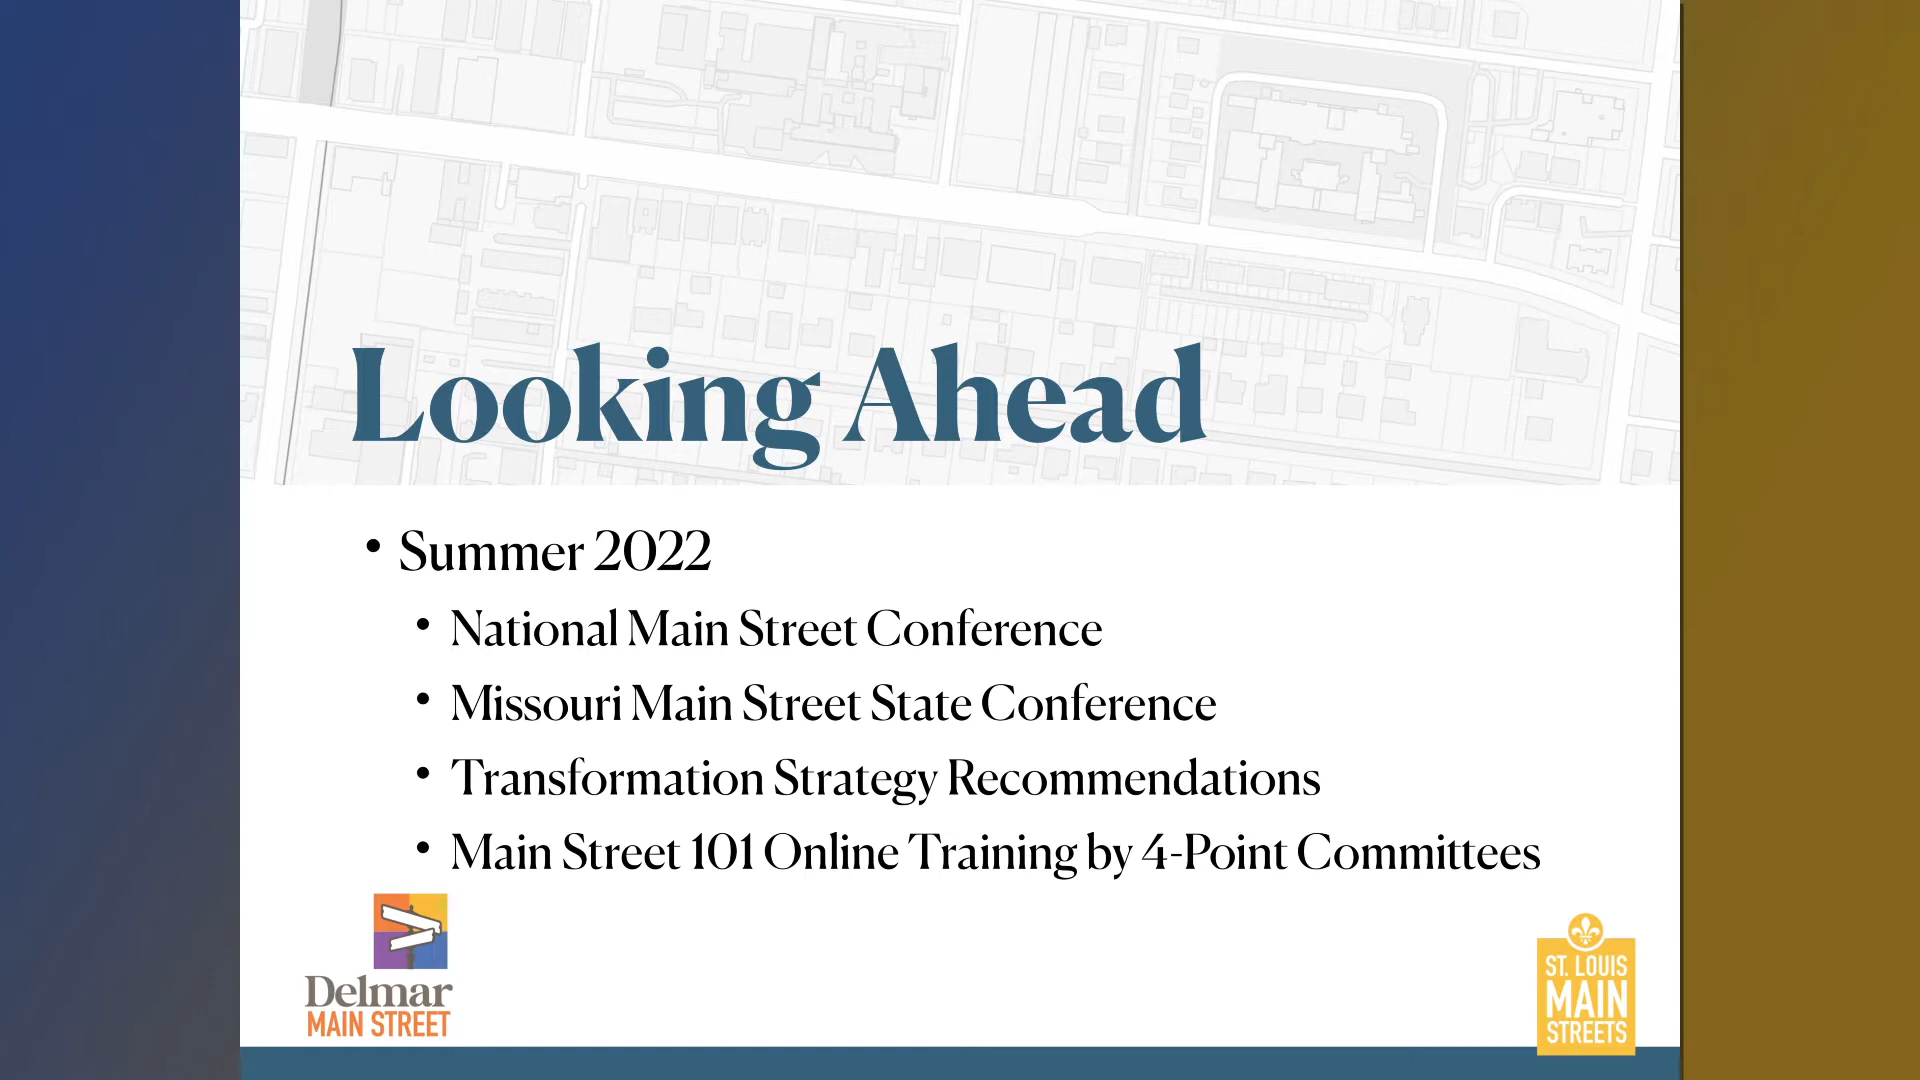 Looking Ahead
• Summer 2022
• National Main Street Conference
• Missouri Main Street State Conference
• Transformation Strategy Recommendations
• Main Street 101 Online Training by 4-Point Committees
Delmar
MAIN STREET
ST. LOUIS
MAIN
STREETS